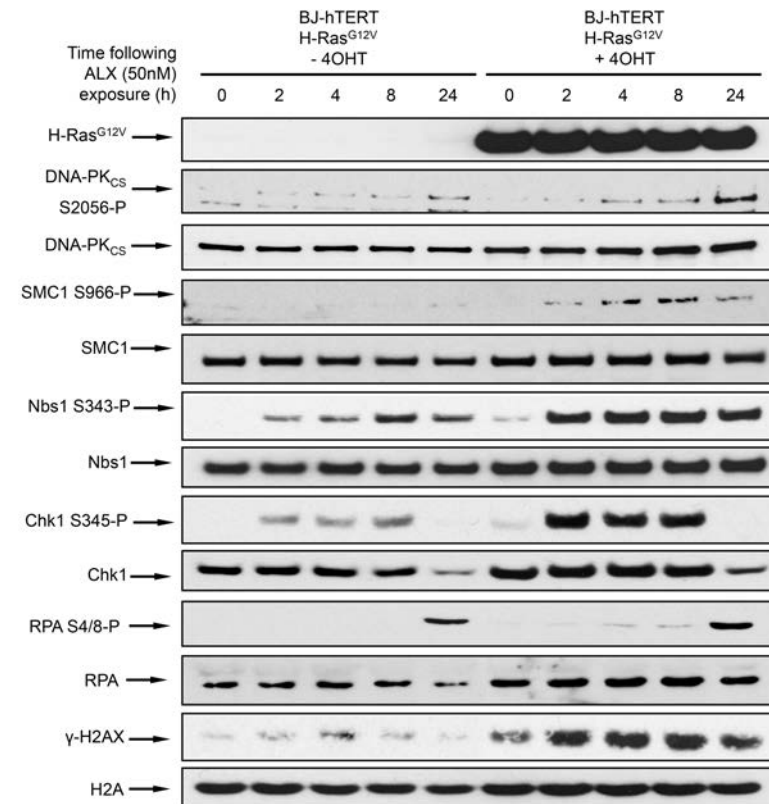 BJ-hTERT
H-RasG12V
- 4OHT
BJ-hTERT
H-RasG12V
+ 4OHT
Time following
ALX (50nM)
exposure (h)
0 2 4 8 24 0 2 4 8 24
H-RasG12V
DNA-PKCS
S2056-P
DNA-PKCS
SMC1 S966-P
SMC1
Nbs1 S343-P
Nbs1
Chk1 S345-P
Chk1
RPA S4/8-P
RPA
γ-H2AX
H2A